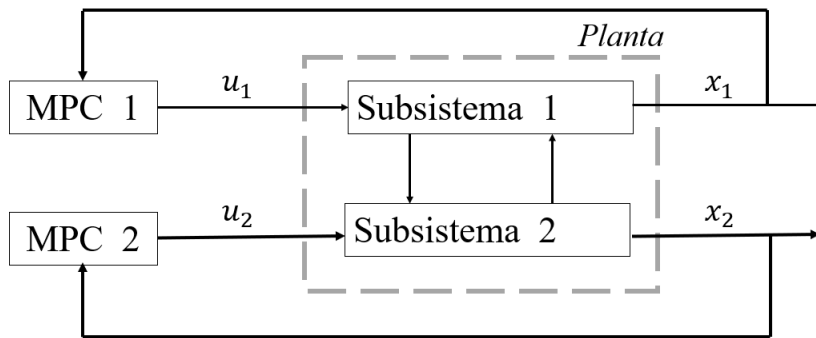 Planta
MPC 1
u₁
Subsistema 1
x₁
MPC 2
u₂
Subsistema 2
x₂